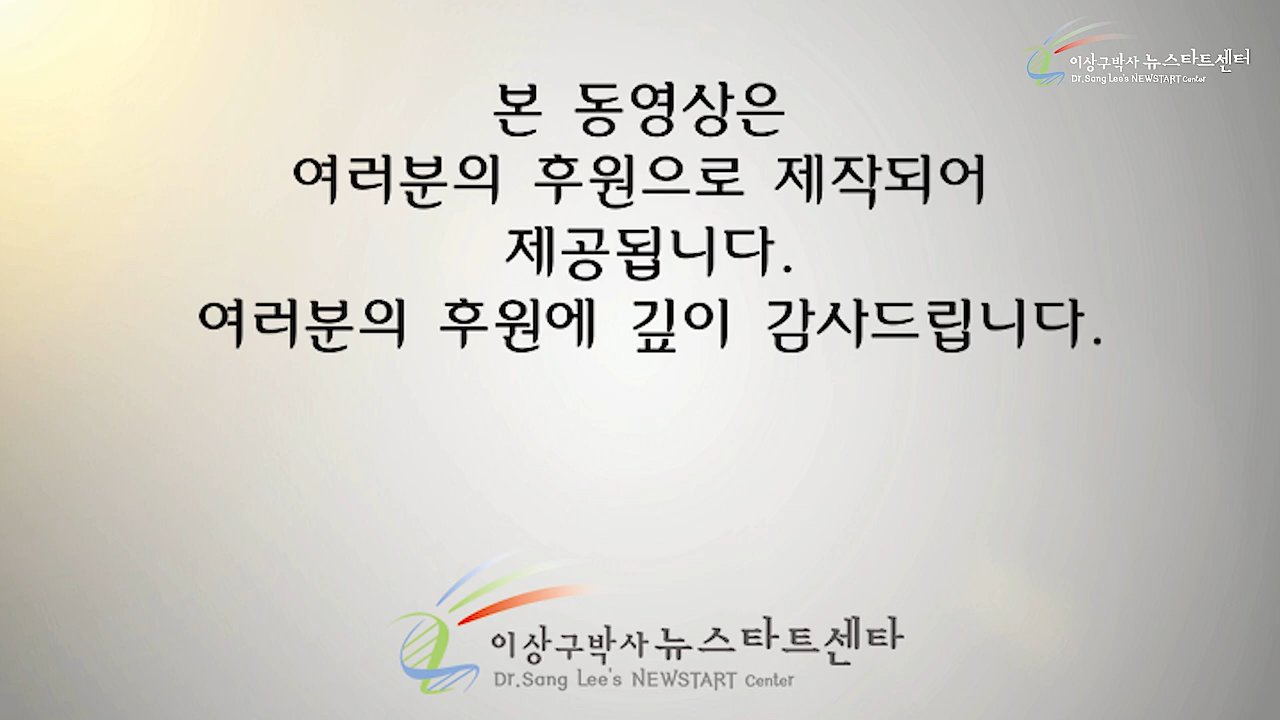 이상구박사 뉴스타트센터
Dr.Sang Lee's NEWSTART Center
본 동영상은
여러분의 후원으로 제작되어
제공됩니다.
여러분의 후원에 깊이 감사드립니다.
이상구박사 뉴스타트센타
Dr.Sang Lee's NEWSTART Center